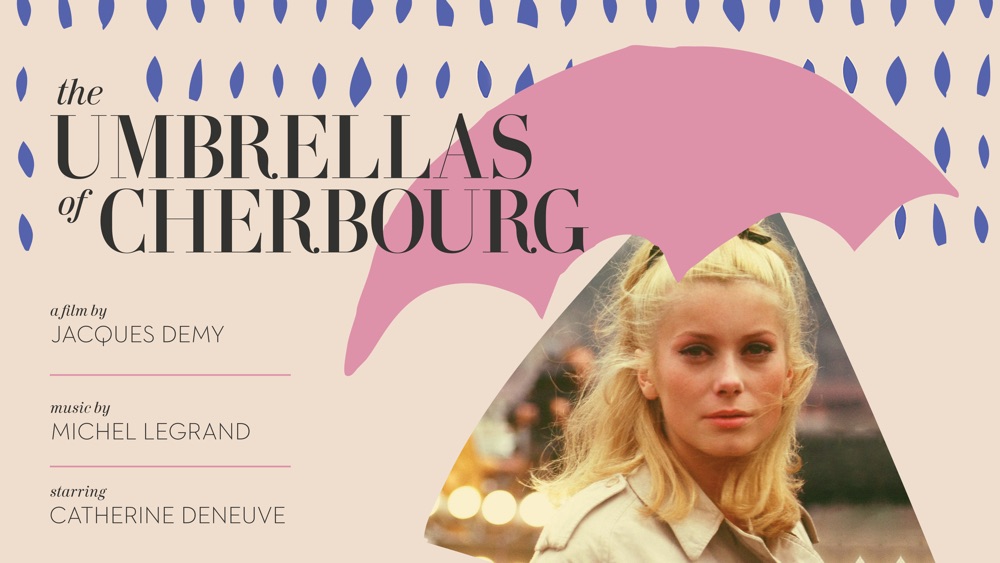 the
UMBRELLAS
of CHERBOURG
a film by
JACQUES DEMY
music by
MICHEL LEGRAND
starring
CATHERINE DENEUVE